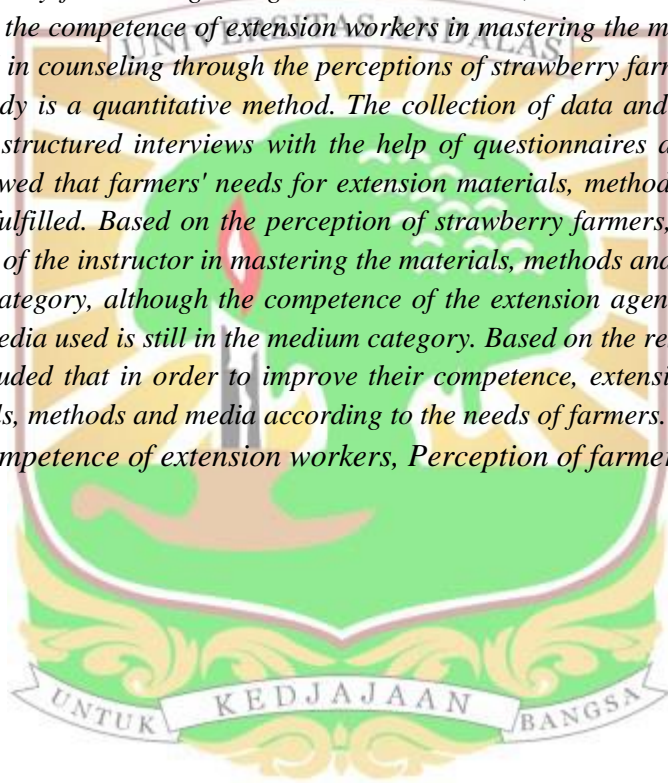 the competence of extension workers in mastering the m
UNIVERSITAS ANDALAS
in counseling through the perceptions of strawberry farm
dy is a quantitative method. The collection of data and
structured interviews with the help of questionnaires a
wed that farmers' needs for extension materials, method
ulfilled. Based on the perception of strawberry farmers,
of the instructor in mastering the materials, methods and
ategory, although the competence of the extension agen
edia used is still in the medium category. Based on the re
uded that in order to improve their competence, extensi
ls, methods and media according to the needs of farmers.
mpetence of extension workers, Perception of farmer
UNTUK KEDJAJAAN BANGSA